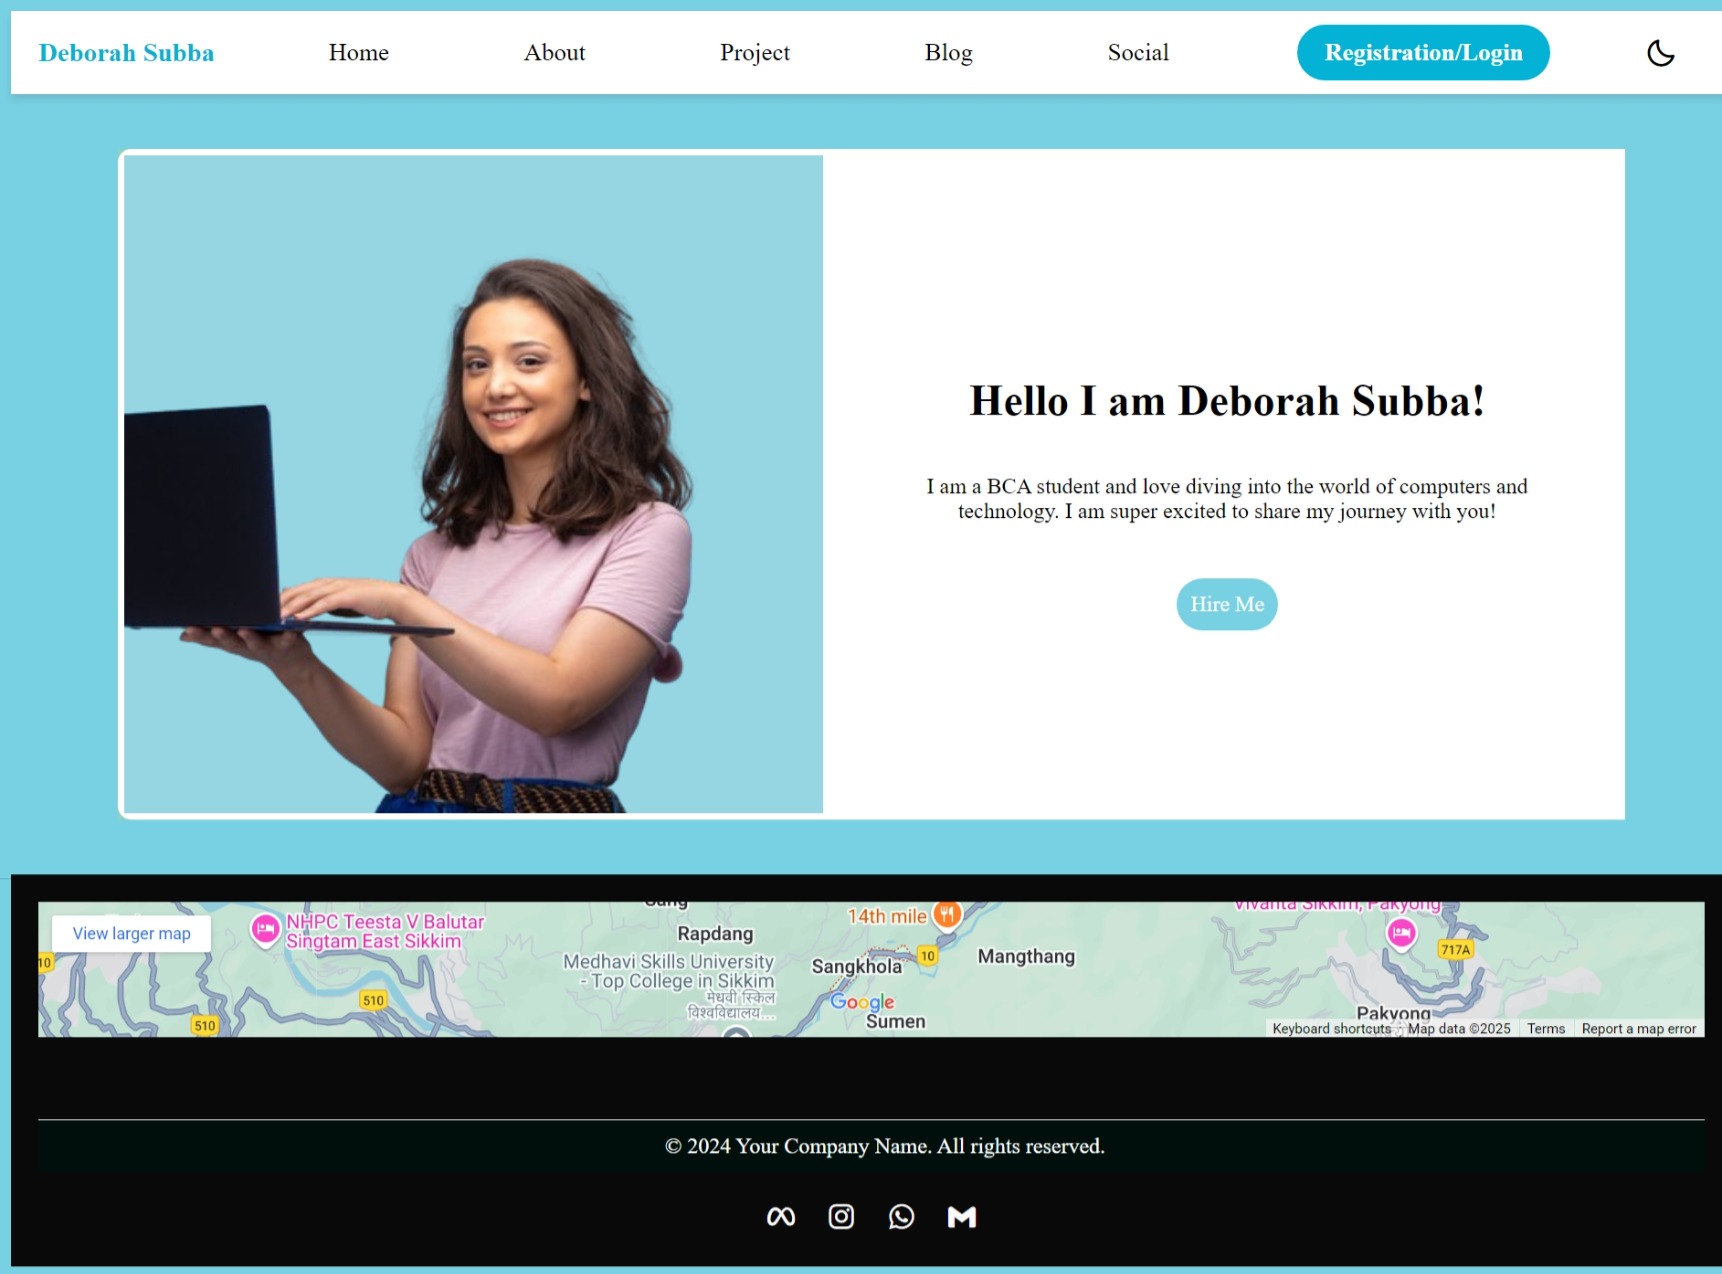 Deborah Subba
Home
About
Project
Blog
Social
Registration/Login
Hello I am Deborah Subba!
I am a BCA student and love diving into the world of computers and
technology. I am super excited to share my journey with you!
Hire Me
View larger map
NHPC Teesta V Balutar
Singtam East Sikkim
Rapdang
14th mile
Vivanta Sikkim, Pakyong
10
510
510
Medhavi Skills University
- Top College in Sikkim
मेधवी स्किल
विश्वविद्यालय...
Sangkhola
10
Mangthang
717A
Google
Sumen
Pakyong
Keyboard shortcuts
Map data ©2025
Terms
Report a map error
© 2024 Your Company Name. All rights reserved.